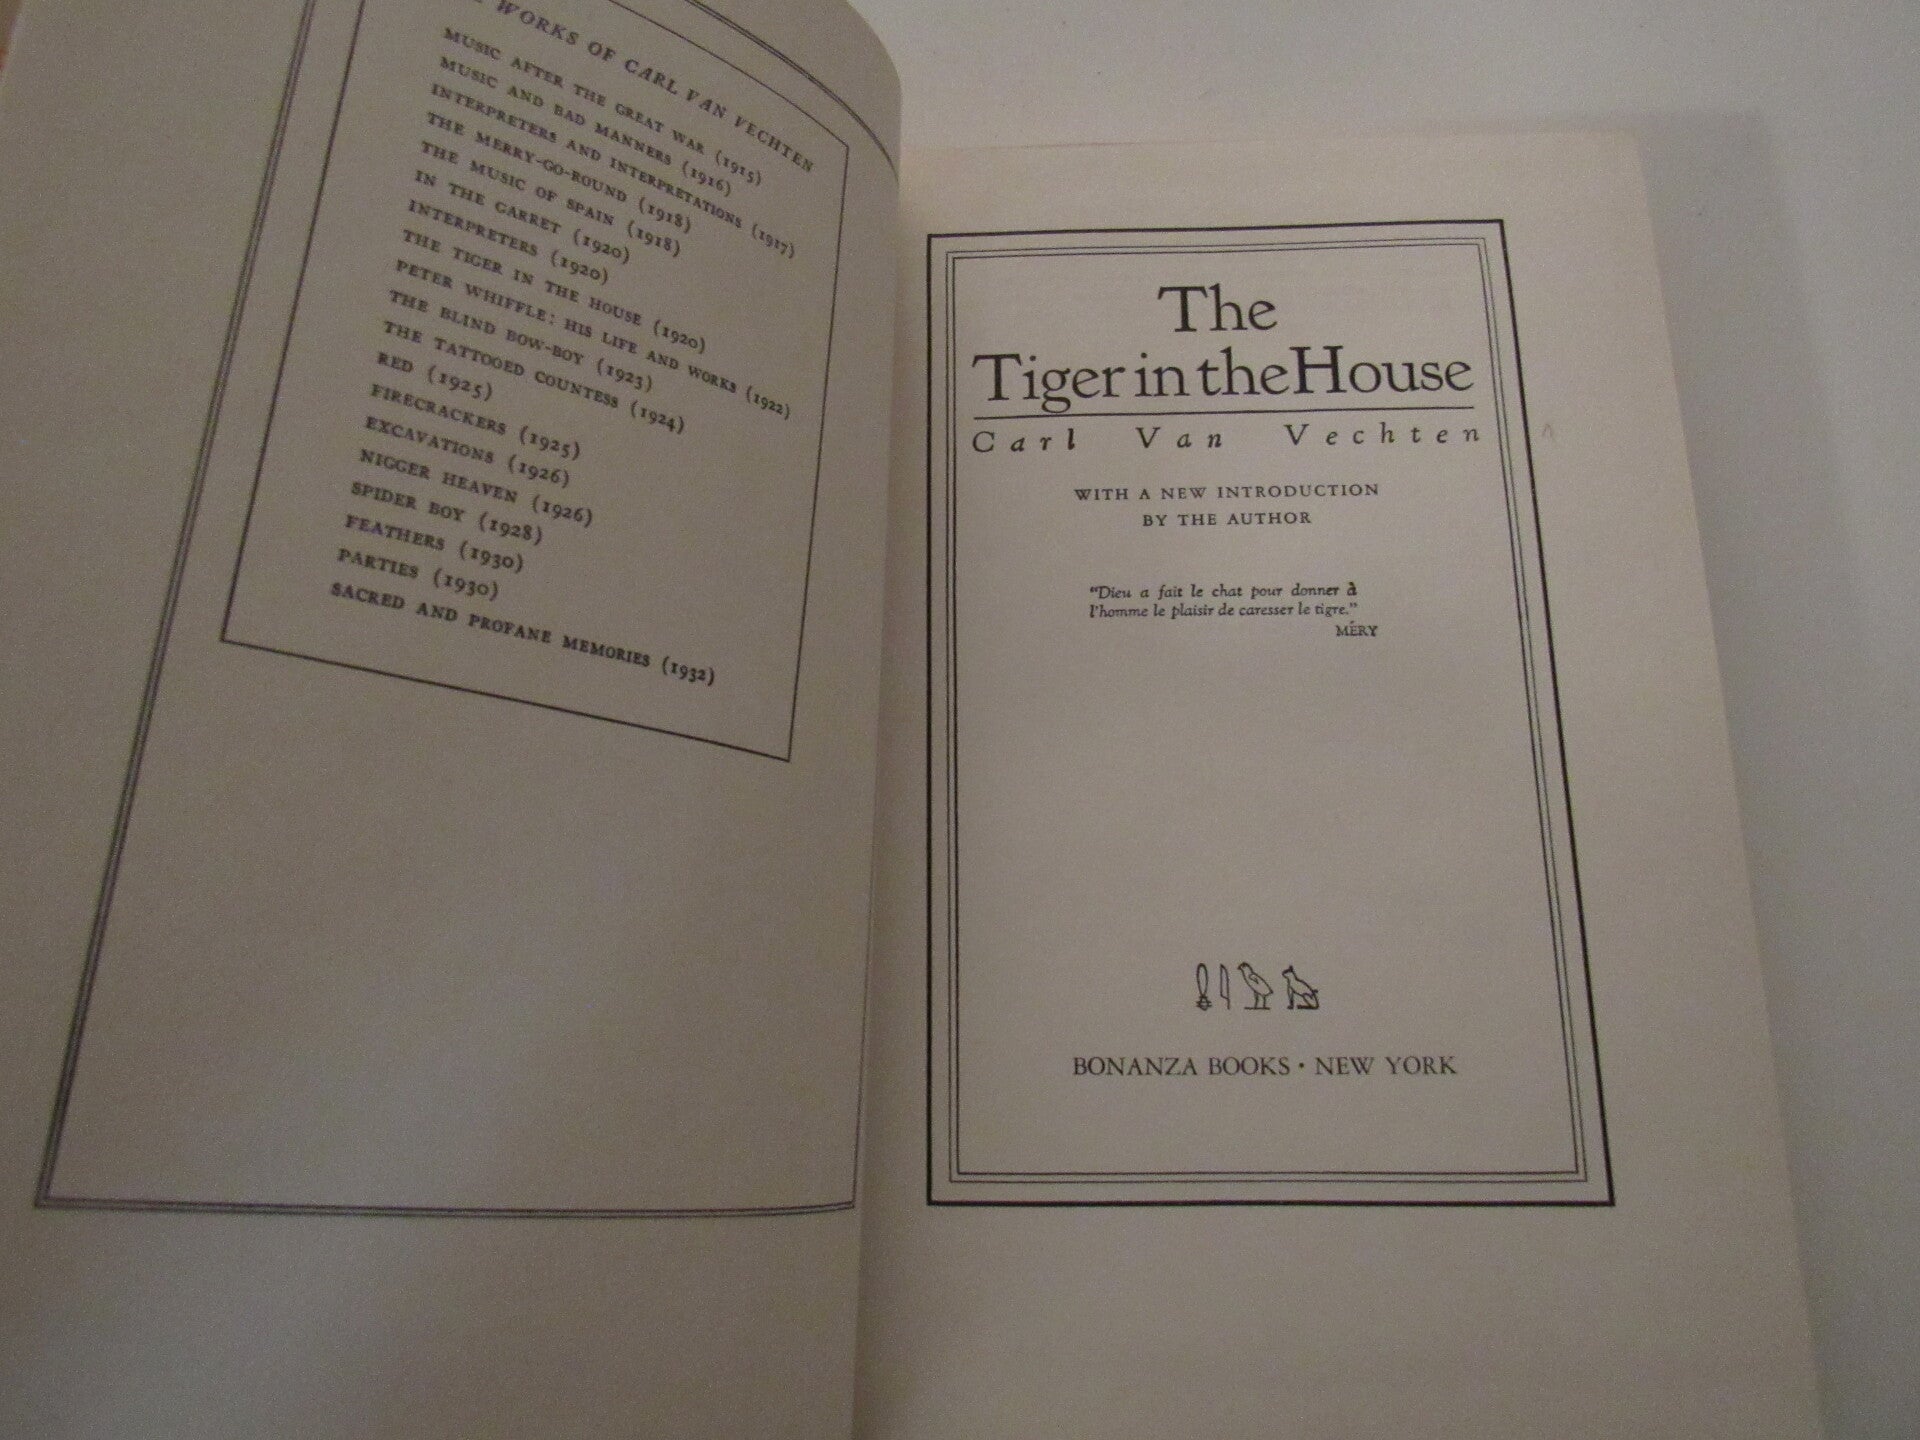 WORKS OF CARL VAN VECHTEN
MUSIC AFTER THE GREAT WAR (1915)
MUSIC AND BAD MANNERS (1916)
INTERPRETERS AND INTERPRETATIONS (1917)
THE MERRY-GO-ROUND (1918)
THE MUSIC OF SPAIN (1918)
IN THE GARRET (1920)
INTERPRETERS (1920)
THE TIGER IN THE HOUSE (1920)
PETER WHIFFLE: HIS LIFE AND WORKS (1922)
THE BLIND BOW-BOY (1923)
THE TATTOOED COUNTESS (1924)
RED (1925)
FIRECRACKERS (1925)
EXCAVATIONS (1926)
NIGGER HEAVEN (1926)
SPIDER BOY (1928)
FEATHERS (1930)
PARTIES (1930)
SACRED AND PROFANE MEMORIES (1932)
The
Tiger in the House
Carl Van Vechten
WITH A NEW INTRODUCTION
BY THE AUTHOR
"Dieu a fait le chat pour donner à
l'homme le plaisir de caresser le tigre."
MÉRY
BONANZA BOOKS • NEW YORK